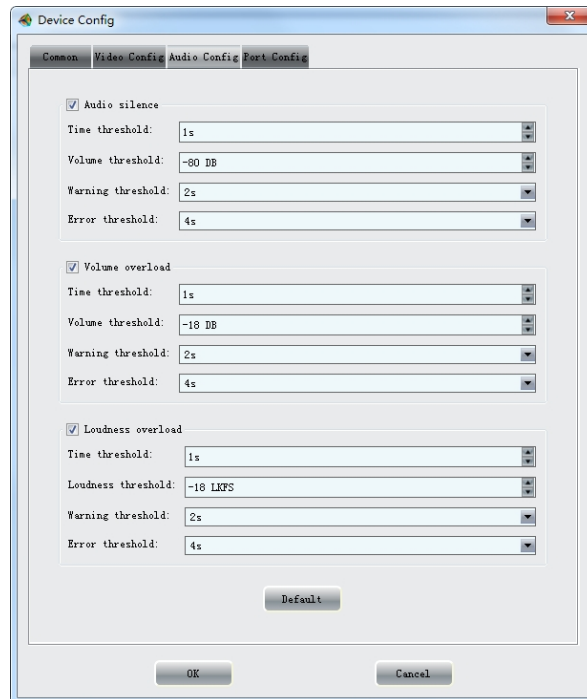 Device Config
Common Video Config Audio Config Port Config
Audio silence
Time threshold: 1s
Volume threshold: -80 DB
Warning threshold: 2s
Error threshold: 4s
Volume overload
Time threshold: 1s
Volume threshold: -18 DB
Warning threshold: 2s
Error threshold: 4s
Loudness overload
Time threshold: 1s
Loudness threshold: -18 LKFS
Warning threshold: 2s
Error threshold: 4s
Default
OK Cancel